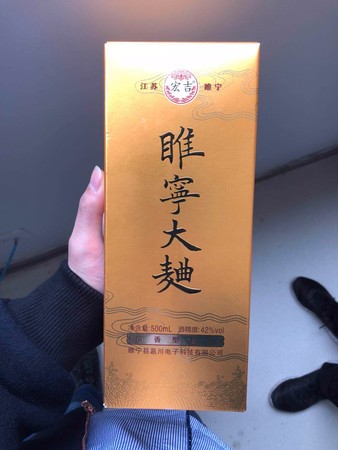 江苏 宏吉 睢宁
睢寧大麯
净含量:500mL 酒精度:42%vol
香型
睢宁县嘉川电子科技有限公司